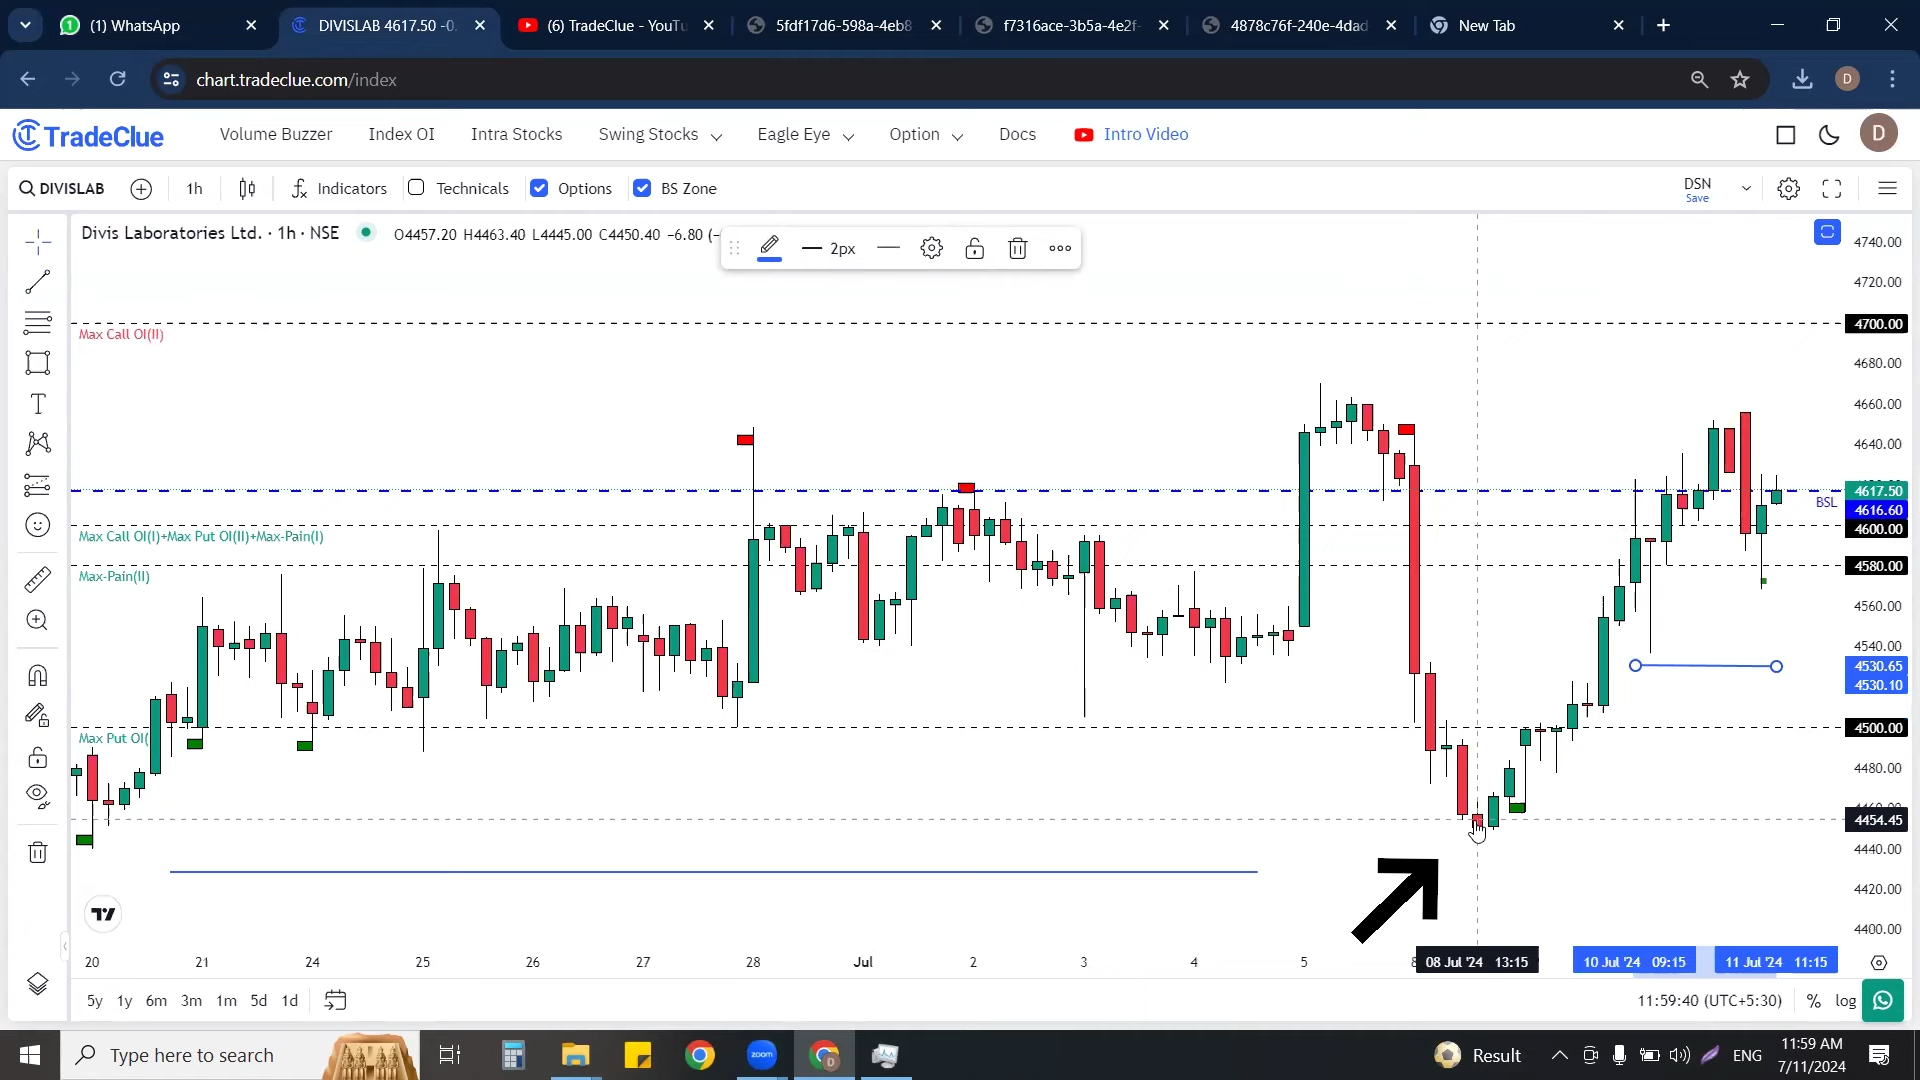 (1) WhatsApp
DIVISLAB 4617.50 -0.
(6) TradeClue - YouTu
5fdf17d6-598a-4eb8
f7316ace-3b5a-4e2f-
4878c76f-240e-4dad
New Tab
chart.tradeclue.com/index
D
TradeClue
Volume Buzzer
Index OI
Intra Stocks
Swing Stocks
Eagle Eye
Option
Docs
Intro Video
D
DIVISLAB
1h
Indicators
Technicals
Options
BS Zone
DSN
Save
Divis Laboratories Ltd. · 1h · NSE
O4457.20 H4463.40 L4445.00 C4450.40 −6.80 (−
2px
4740.00
4720.00
Max Call OI(II)
4700.00
4680.00
4660.00
4640.00
4617.50
BSL
4616.60
4600.00
Max Call OI(I)+Max Put OI(II)+Max-Pain(I)
4580.00
Max-Pain(II)
4560.00
4540.00
4530.65
4530.10
4500.00
Max Put OI(
4480.00
4454.45
4440.00
4420.00
4400.00
20
21
24
25
26
27
28
Jul
2
3
4
5
8
08 Jul '24 13:15
10 Jul '24 09:15
11 Jul '24 11:15
5y
1y
6m
3m
1m
5d
1d
11:59:40 (UTC+5:30)
%
log
Type here to search
zoom
D
Result
ENG
11:59 AM
7/11/2024